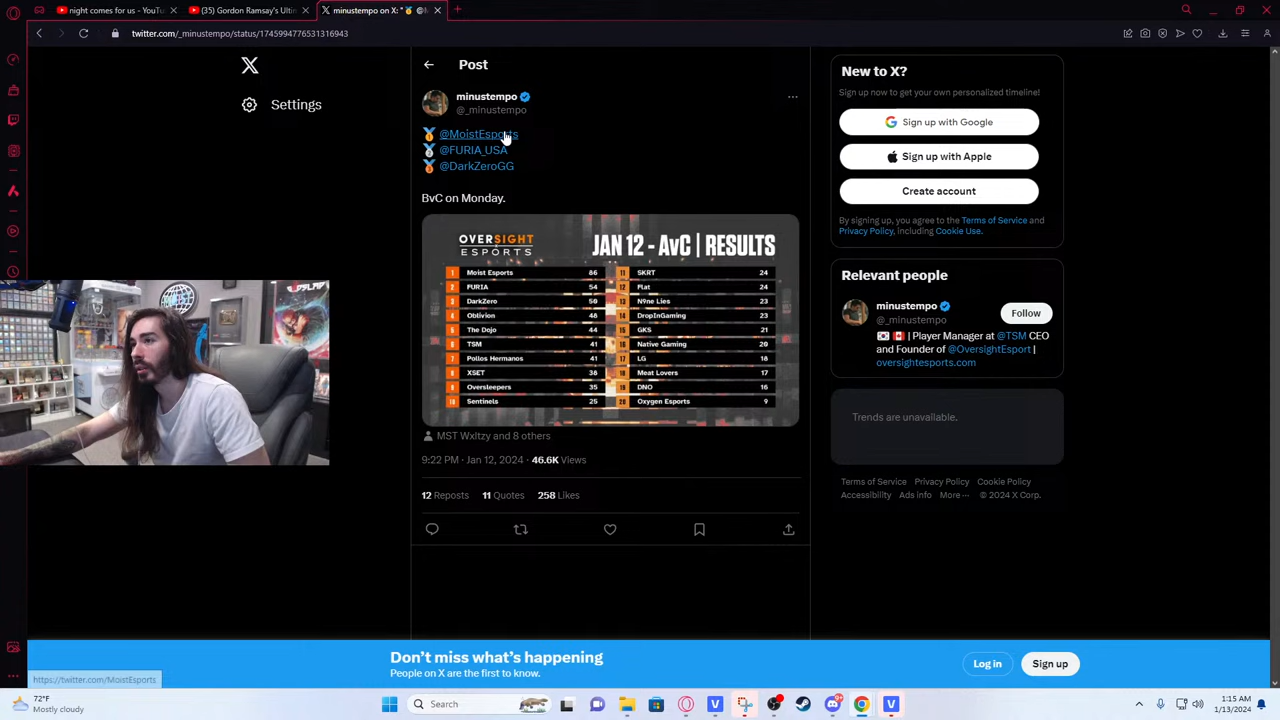 night comes for us - YouTu
(35) Gordon Ramsay's Ulti
minustempo on X: "🥇 @M
twitter.com/_minustempo/status/1745994776531316943
Settings
Post
minustempo
@_minustempo
🥇 @MoistEsports
🥈 @FURIA_USA
🥉 @DarkZeroGG
BvC on Monday.
OVERSIGHT
ESPORTS
JAN 12 - AvC | RESULTS
1 Moist Esports 86
2 FURIA 54
3 DarkZero 50
4 Oblivion 48
5 The Dojo 44
6 TSM 41
7 Pollos Hermanos 41
8 XSET 38
9 Oversleepers 35
10 Sentinels 25
11 SKRT 24
12 Flat 24
13 N9ne Lies 23
14 DropInGaming 23
15 GKS 21
16 Native Gaming 20
17 LG 18
18 Meat Lovers 17
19 DNO 16
20 Oxygen Esports 9
MST Wxltzy and 8 others
9:22 PM · Jan 12, 2024 · 46.6K Views
12 Reposts 11 Quotes 258 Likes
New to X?
Sign up now to get your own personalized timeline!
Sign up with Google
Sign up with Apple
Create account
By signing up, you agree to the Terms of Service and
Privacy Policy, including Cookie Use.
Relevant people
minustempo
@_minustempo
Follow
🇰🇷 🇨🇦 | Player Manager at @TSM CEO
and Founder of @OversightEsport |
oversightesports.com
Trends are unavailable.
Terms of Service Privacy Policy Cookie Policy
Accessibility Ads info More ··· © 2024 X Corp.
Don't miss what's happening
People on X are the first to know.
Log in
Sign up
https://twitter.com/MoistEsports
72°F
Mostly cloudy
Search
1:15 AM
1/13/2024